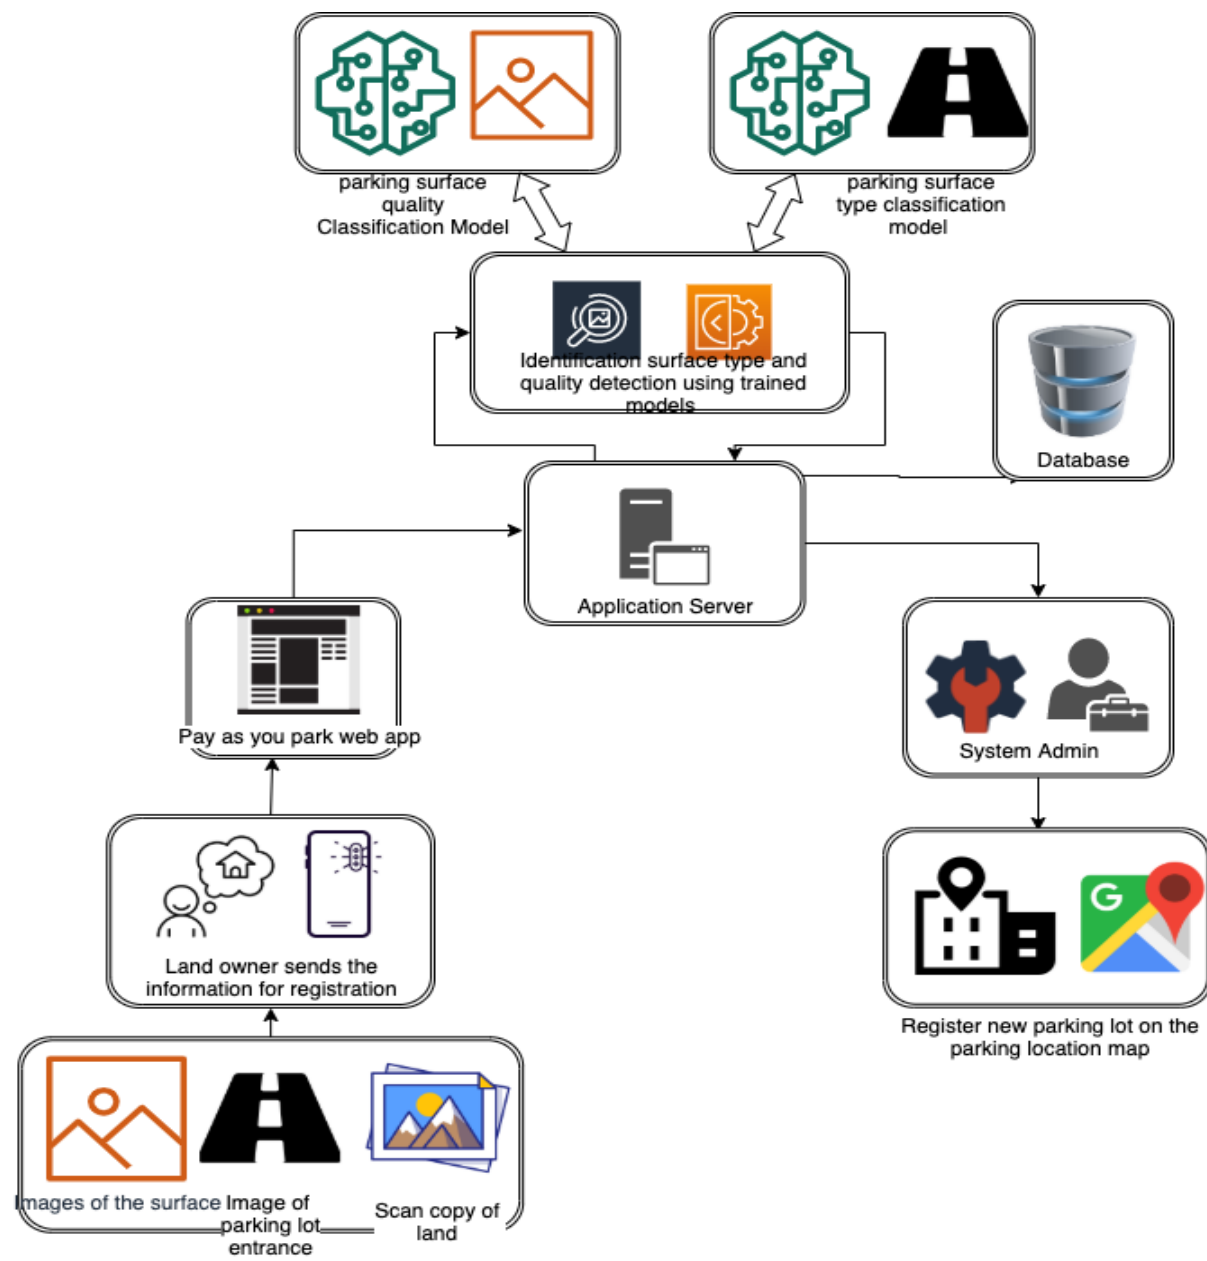 parking surface
quality
Classification Model
parking surface
type classification
model
Identification surface type and
quality detection using trained
models
Database
Application Server
Pay as you park web app
System Admin
Land owner sends the
information for registration
G
Register new parking lot on the
parking location map
Images of the surface
Image of
parking lot
entrance
Scan copy of
land